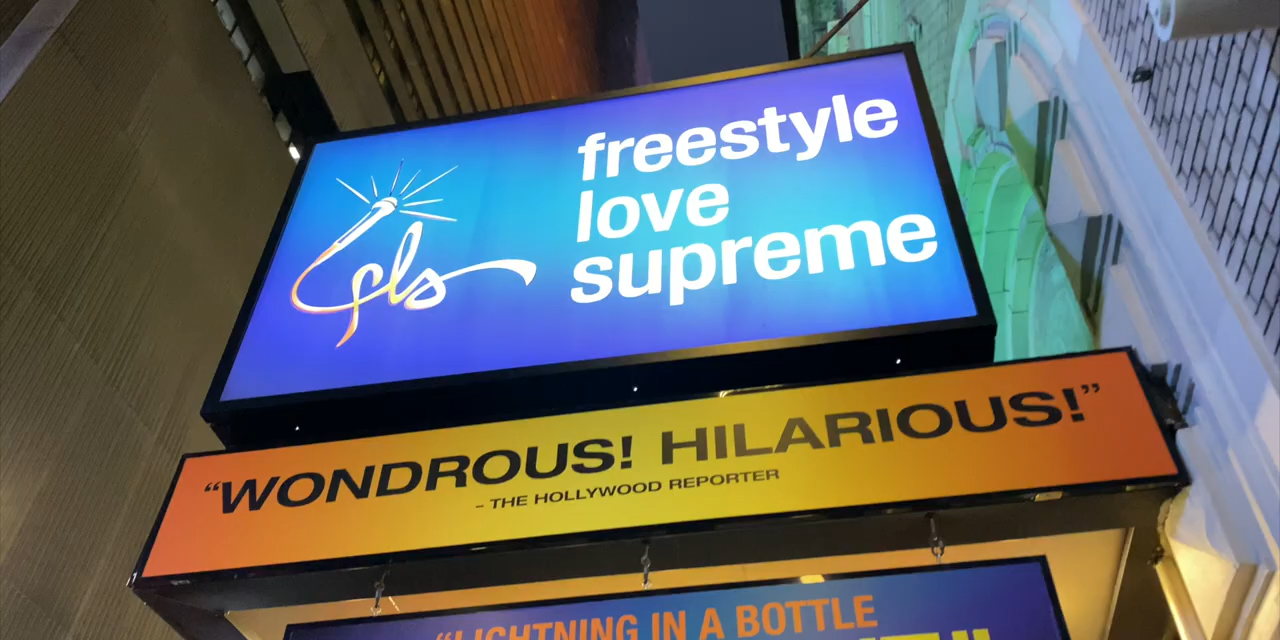 freestyle
love
supreme
fls
“WONDROUS! HILARIOUS!”
– THE HOLLYWOOD REPORTER
“LIGHTNING IN A BOTTLE